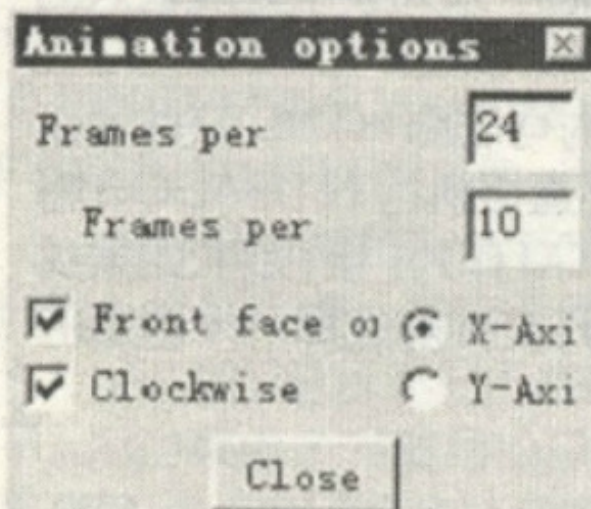 Animation options
Frames per 24
Frames per 10
Front face
X-Axi
Clockwise
Y-Axi
Close